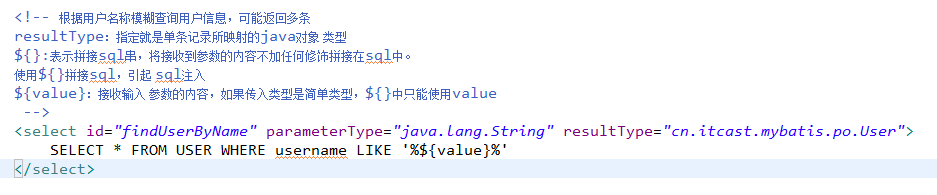 <!-- 根据用户名称模糊查询用户信息，可能返回多条
resultType：指定就是单条记录所映射的java对象 类型
${}:表示拼接sql串，将接收到参数的内容不加任何修饰拼接在sql中。
使用${}拼接sql，引起 sql注入
${value}：接收输入 参数的内容，如果传入类型是简单类型，${}中只能使用value
-->
<select id="findUserByName" parameterType="java.lang.String" resultType="cn.itcast.mybatis.po.User">
SELECT * FROM USER WHERE username LIKE '%${value}%'
</select>